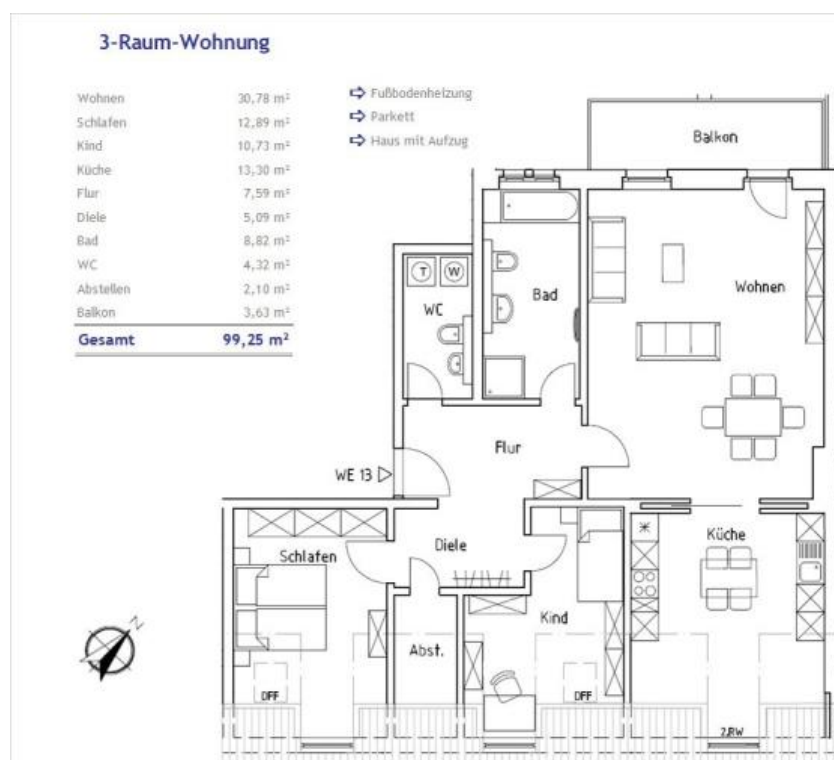 3-Raum-Wohnung
Wohnen 30,78 m²
Schlafen 12,89 m²
Kind 10,73 m²
Küche 13,30 m²
Flur 7,59 m²
Diele 5,09 m²
Bad 8,82 m²
WC 4,32 m²
Abstellen 2,10 m²
Balkon 3,63 m²
Gesamt 99,25 m²
Fußbodenheizung
Parkett
Haus mit Aufzug
Balkon
T W
WC
Bad
Wohnen
Flur
WE 13
Küche
Diele
Schlafen
Kind
Abst.
N
DFF
DFF
2.RW